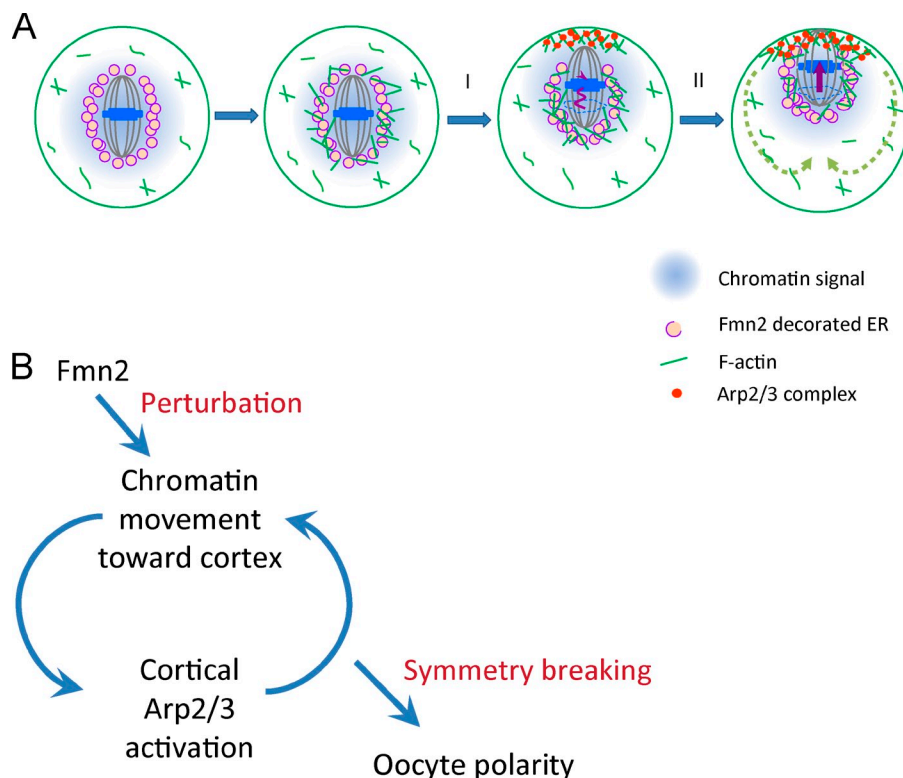 A
I
II
Chromatin signal
Fmn2 decorated ER
F-actin
Arp2/3 complex
B
Fmn2
Perturbation
Chromatin
movement
toward cortex
Cortical
Arp2/3
activation
Symmetry breaking
Oocyte polarity